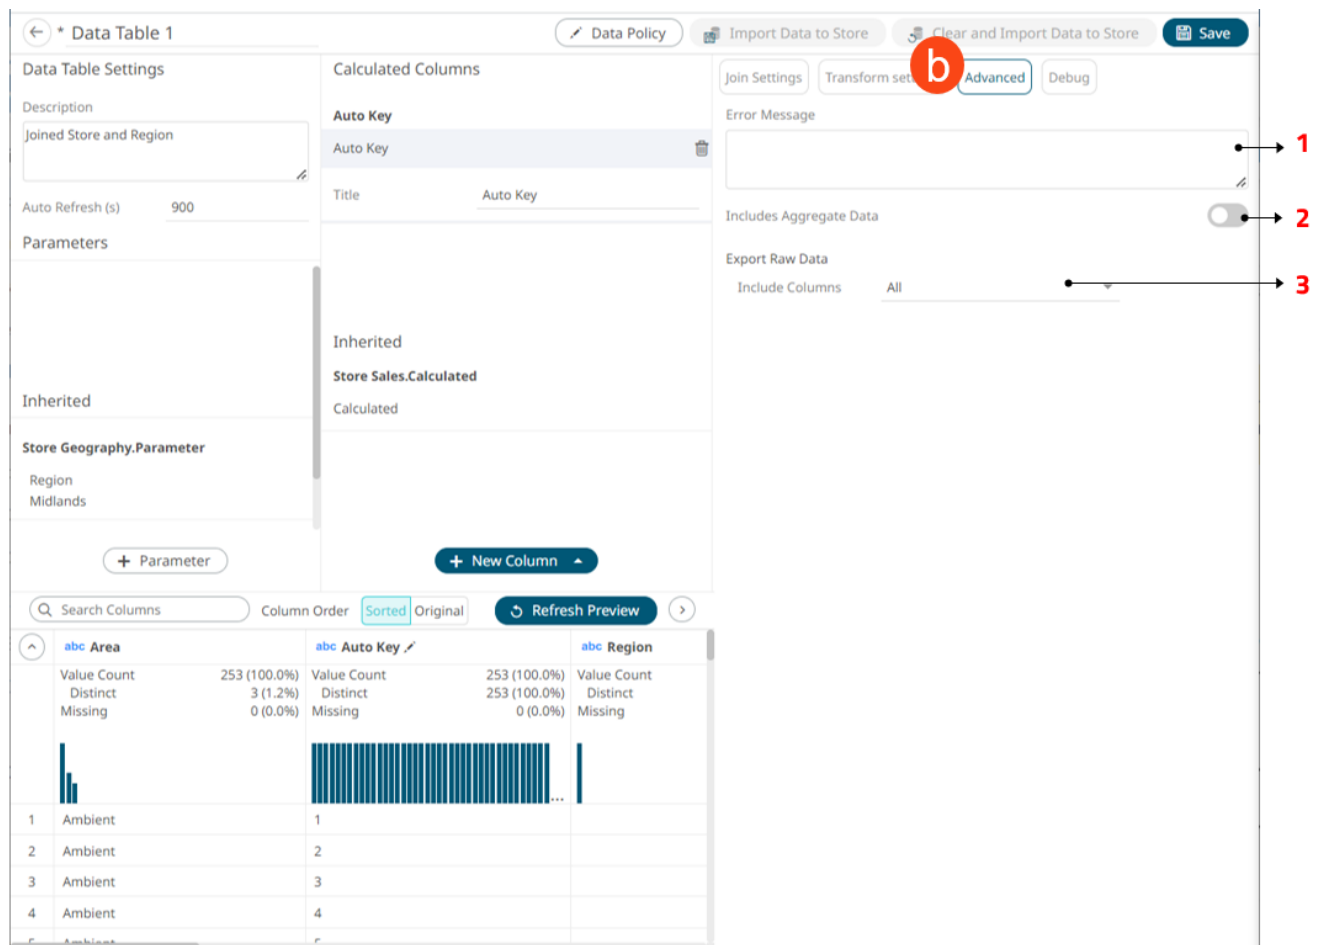 * Data Table 1
Data Policy
Import Data to Store
Clear and Import Data to Store
Save
Data Table Settings
Description
Joined Store and Region
Auto Refresh (s) 900
Parameters
Inherited
Store Geography.Parameter
Region
Midlands
+ Parameter
Calculated Columns
Auto Key
Auto Key
Title Auto Key
Inherited
Store Sales.Calculated
Calculated
+ New Column
Join Settings
Transform set
b
Advanced
Debug
Error Message
1
Includes Aggregate Data
2
Export Raw Data
Include Columns All
3
Search Columns
Column Order Sorted Original
Refresh Preview
abc Area
abc Auto Key
abc Region
Value Count 253 (100.0%) Value Count 253 (100.0%) Value Count
Distinct 3 (1.2%) Distinct 253 (100.0%) Distinct
Missing 0 (0.0%) Missing 0 (0.0%) Missing
...
1 Ambient 1
2 Ambient 2
3 Ambient 3
4 Ambient 4